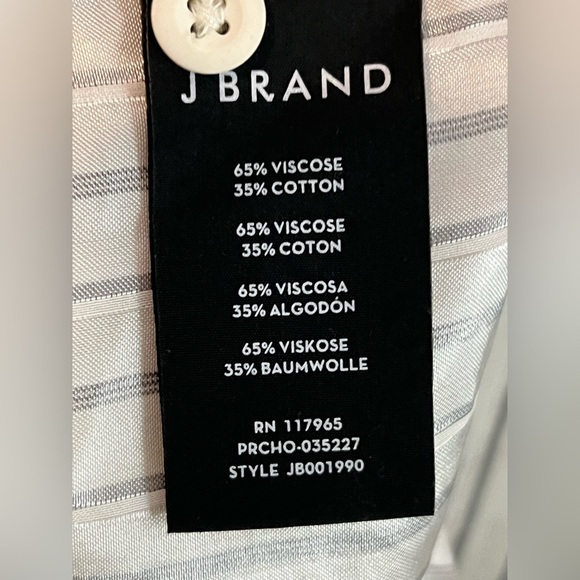 J BRAND
65% VISCOSE
35% COTTON
65% VISCOSE
35% COTON
65% VISCOSA
35% ALGODÓN
65% VISKOSE
35% BAUMWOLLE
RN 117965
PRCHO-035227
STYLE JB001990